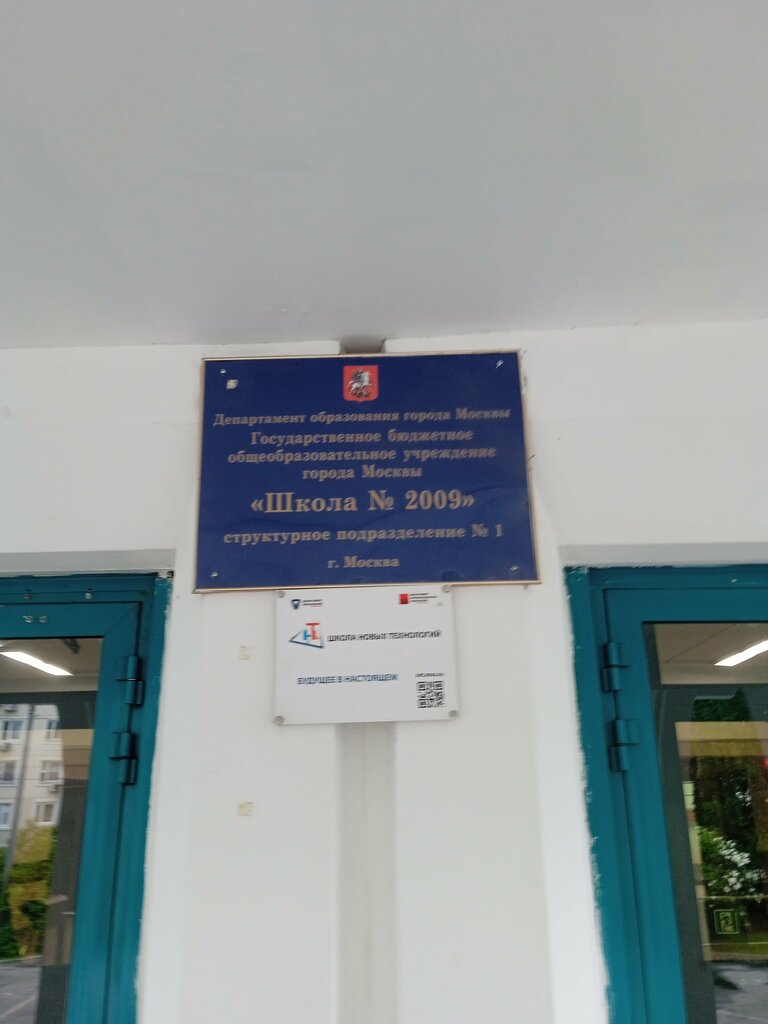 Департамент образования города Москвы
Государственное бюджетное
общеобразовательное учреждение
города Москвы
«Школа № 2009»
структурное подразделение № 1
г. Москва
НТ
ШКОЛА НОВЫХ ТЕХНОЛОГИЙ
БУДУЩЕЕ В НАСТОЯЩЕМ